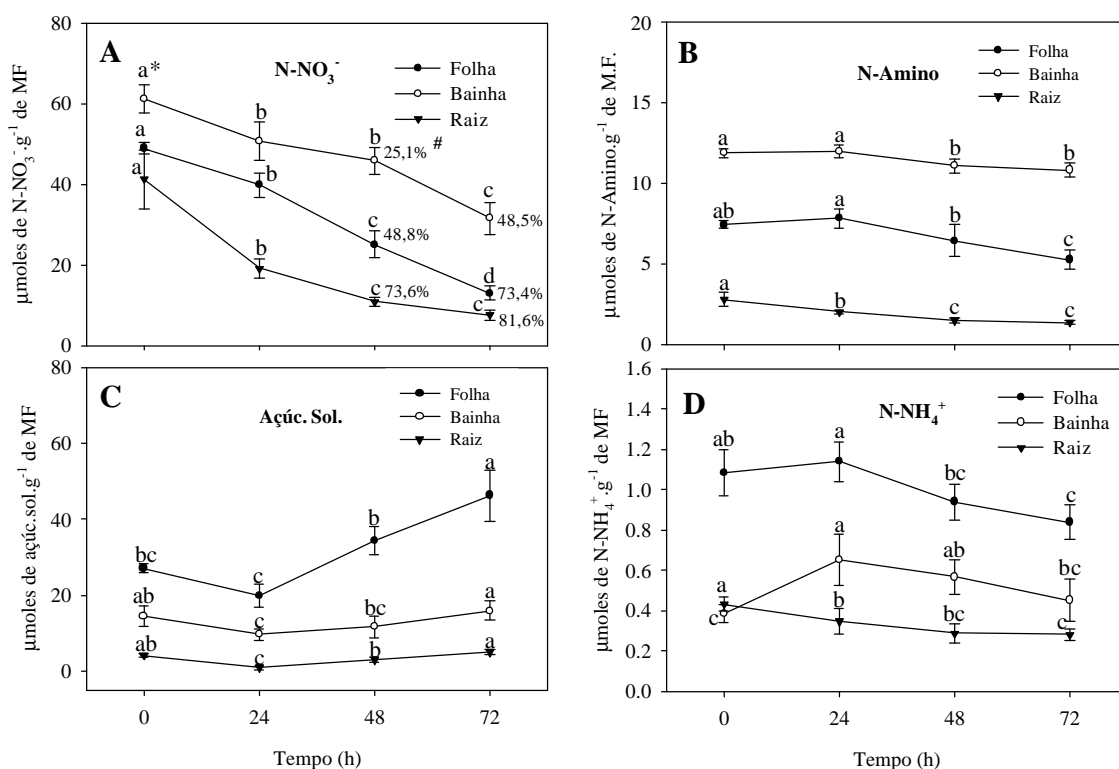 A
N-NO₃⁻
Folha
Bainha
Raiz
µmoles de N-NO₃⁻.g⁻¹ de MF
80
60
40
20
0
a*
b
b
25,1% #
c
48,5%
a
b
c
48,8%
d
73,4%
a
b
c
73,6%
c
81,6%
B
N-Amino
Folha
Bainha
Raiz
µmoles de N-Amino.g⁻¹ de M.F.
20
15
10
5
0
a
a
b
b
ab
a
b
c
a
b
c
c
C
Açúc. Sol.
Folha
Bainha
Raiz
µmoles de açúc.sol.g⁻¹ de MF
80
60
40
20
0
bc
c
b
a
ab
c
bc
a
ab
c
b
a
0
24
48
72
Tempo (h)
D
N-NH₄⁺
Folha
Bainha
Raiz
µmoles de N-NH₄⁺.g⁻¹ de MF
1.6
1.4
1.2
1.0
0.8
0.6
0.4
0.2
0.0
ab
a
bc
c
c
a
ab
bc
a
b
bc
c
0
24
48
72
Tempo (h)